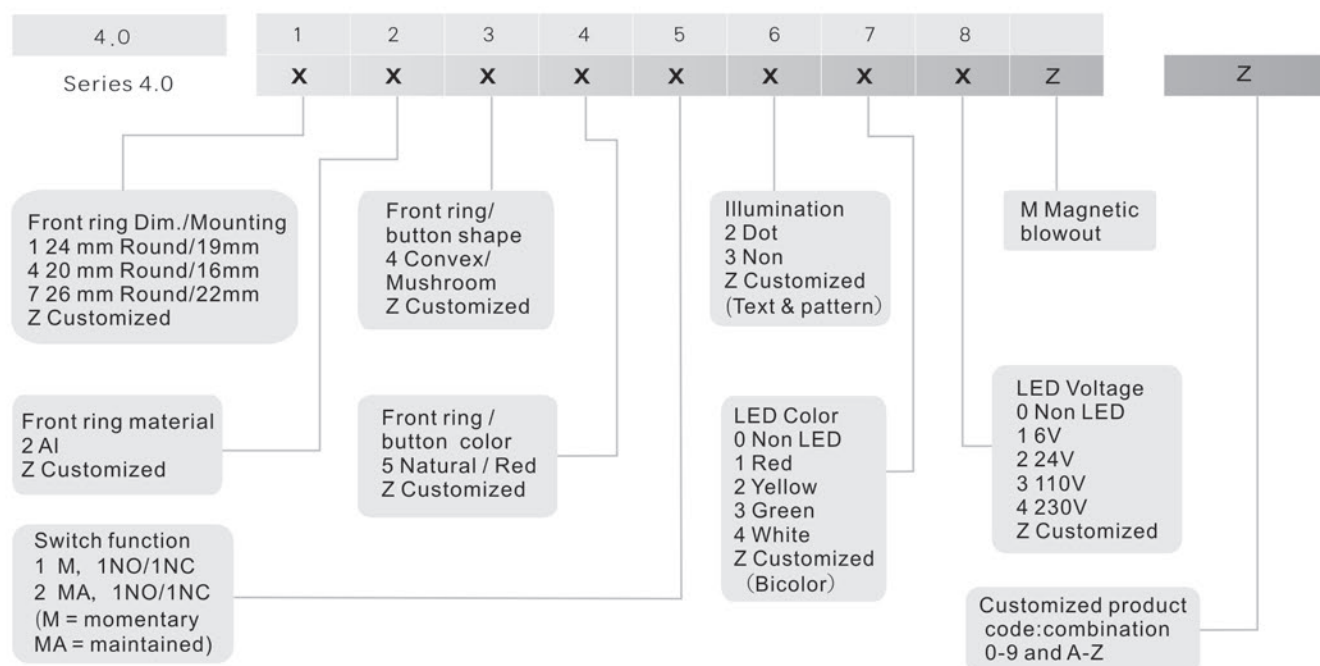 4.0
1 2 3 4 5 6 7 8
Series 4.0
X X X X X X X X Z Z
Front ring Dim./Mounting
1 24 mm Round/19mm
4 20 mm Round/16mm
7 26 mm Round/22mm
Z Customized
Front ring/
button shape
4 Convex/
Mushroom
Z Customized
Illumination
2 Dot
3 Non
Z Customized
(Text & pattern)
M Magnetic
blowout
Front ring material
2 Al
Z Customized
Front ring /
button color
5 Natural / Red
Z Customized
LED Color
0 Non LED
1 Red
2 Yellow
3 Green
4 White
Z Customized
(Bicolor)
LED Voltage
0 Non LED
1 6V
2 24V
3 110V
4 230V
Z Customized
Switch function
1 M, 1NO/1NC
2 MA, 1NO/1NC
(M = momentary
MA = maintained)
Customized product
code:combination
0-9 and A-Z